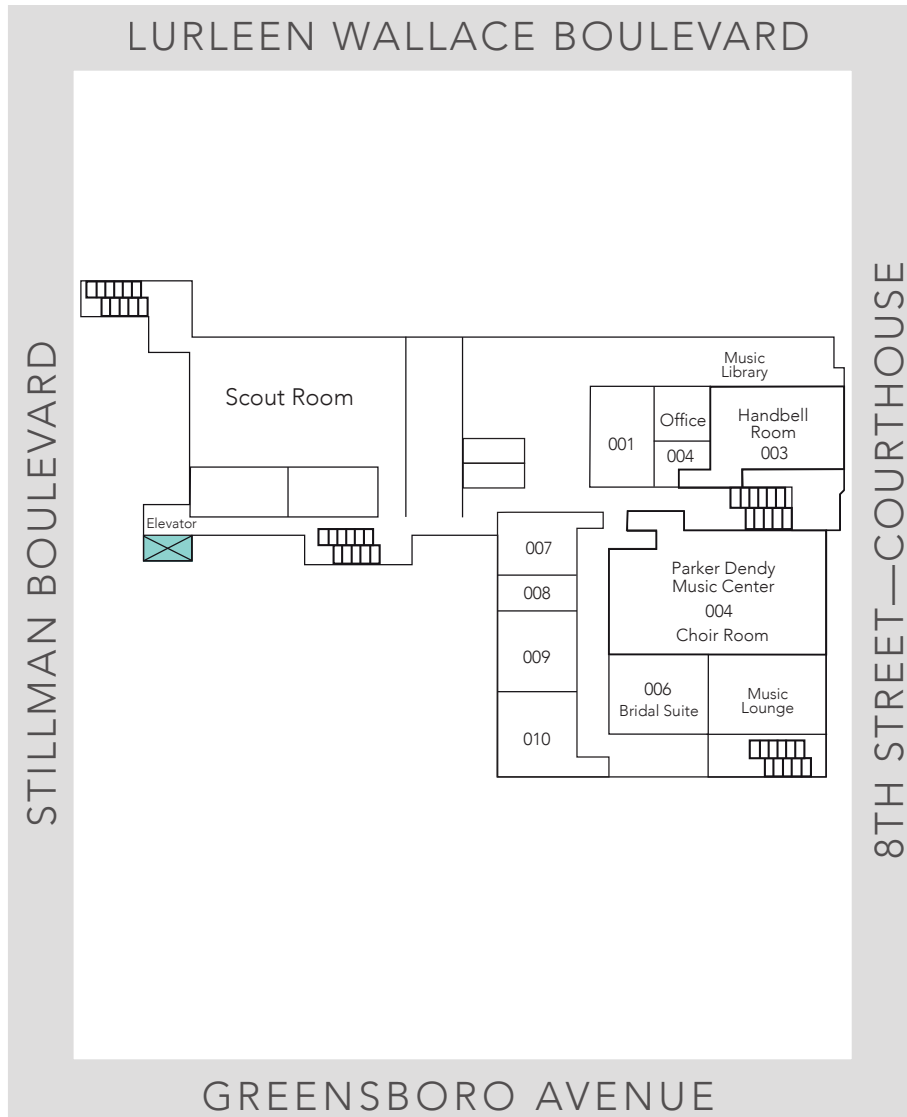 LURLEEN WALLACE BOULEVARD
STILLMAN BOULEVARD
8TH STREET—COURTHOUSE
Music
Library
Scout Room
Office
Handbell
Room
003
001
004
Elevator
007
Parker Dendy
Music Center
008
004
Choir Room
009
006
Bridal Suite
Music
Lounge
010
GREENSBORO AVENUE